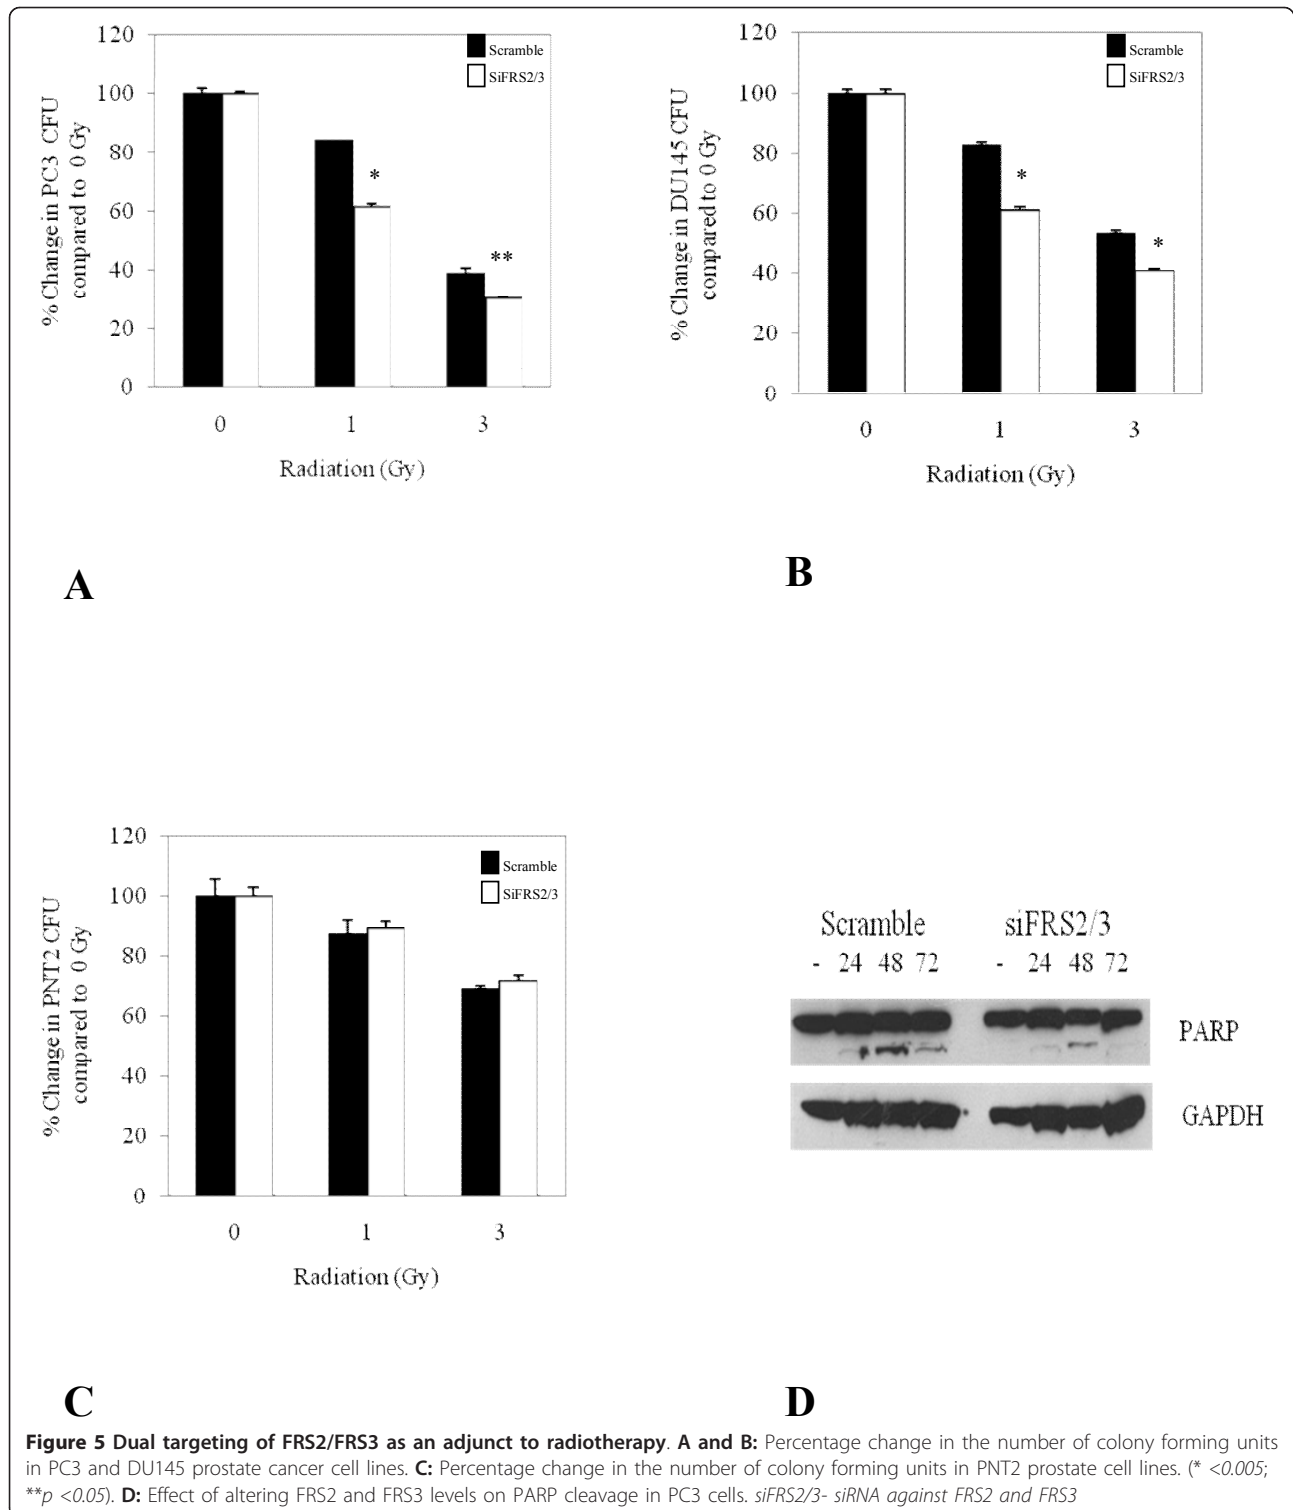 120
100
80
60
40
20
0
% Change in PC3 CFU
compared to 0 Gy
Scramble
SiFRS2/3
*
**
0 1 3
Radiation (Gy)
A
120
100
80
60
40
20
0
% Change in DU145 CFU
compared to 0 Gy
Scramble
SiFRS2/3
*
*
0 1 3
Radiation (Gy)
B
120
100
80
60
40
20
0
% Change in PNT2 CFU
compared to 0 Gy
Scramble
SiFRS2/3
0 1 3
Radiation (Gy)
C
Scramble siFRS2/3
- 24 48 72 - 24 48 72
PARP
GAPDH
D
Figure 5 Dual targeting of FRS2/FRS3 as an adjunct to radiotherapy. A and B: Percentage change in the number of colony forming units
in PC3 and DU145 prostate cancer cell lines. C: Percentage change in the number of colony forming units in PNT2 prostate cell lines. (* <0.005;
**p <0.05). D: Effect of altering FRS2 and FRS3 levels on PARP cleavage in PC3 cells. siFRS2/3- siRNA against FRS2 and FRS3